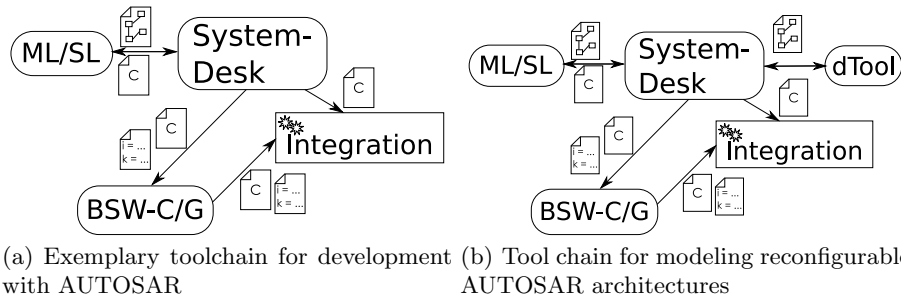 ML/SL
C
System-
Desk
C
C
i = ...
k = ...
Integration
C
i = ...
k = ...
BSW-C/G
(a) Exemplary toolchain for development
with AUTOSAR
ML/SL
C
System-
Desk
dTool
C
C
i = ...
k = ...
Integration
C
i = ...
k = ...
BSW-C/G
(b) Tool chain for modeling reconfigurable
AUTOSAR architectures